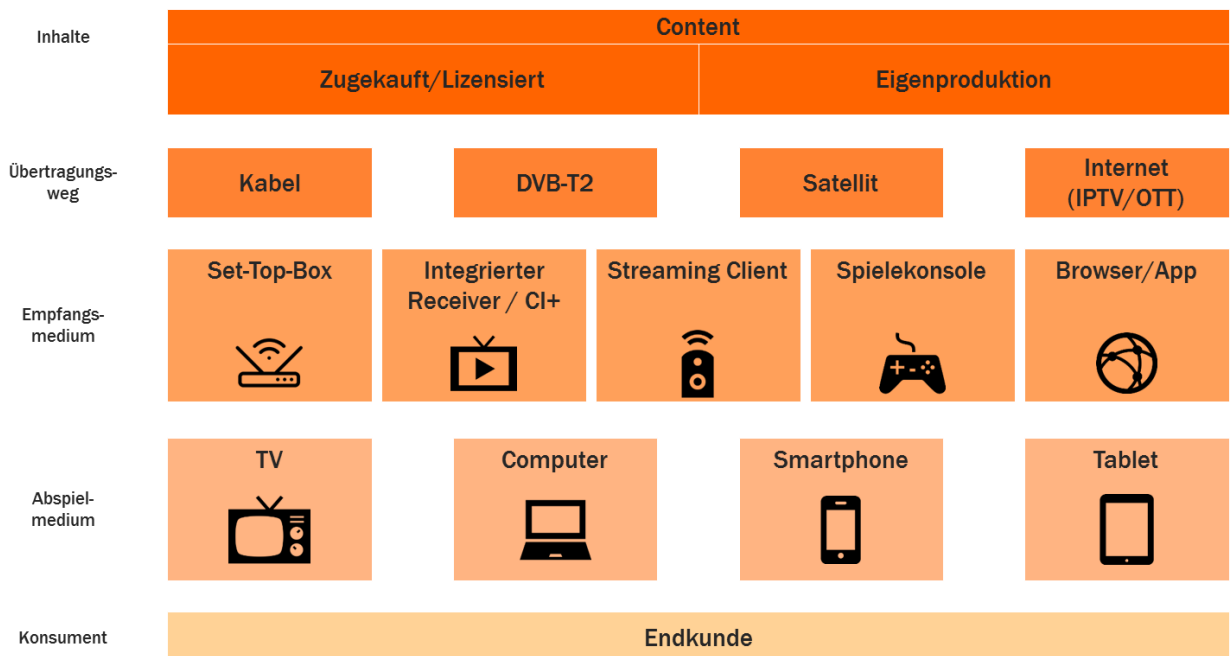 Inhalte
Content
Zugekauft/Lizensiert
Eigenproduktion
Übertragungs-
weg
Kabel
DVB-T2
Satellit
Internet
(IPTV/OTT)
Empfangs-
medium
Set-Top-Box
Integrierter
Receiver / CI+
Streaming Client
Spielekonsole
Browser/App
Abspiel-
medium
TV
Computer
Smartphone
Tablet
Konsument
Endkunde